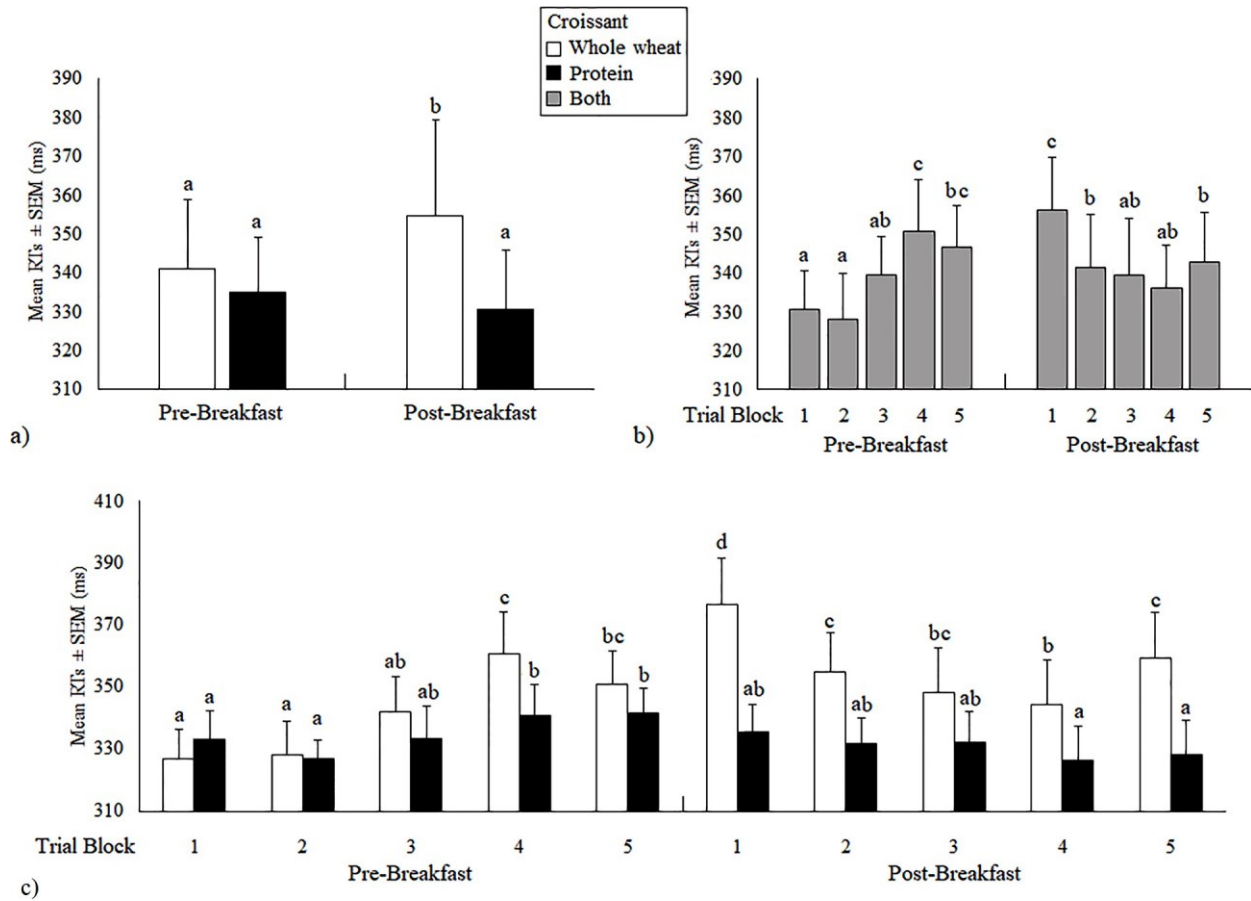 Croissant
Whole wheat
Protein
Both
Mean RTs ± SEM (ms)
390
380
370
360
350
340
330
320
310
a
a
b
a
Pre-Breakfast
Post-Breakfast
a)
Mean RTs ± SEM (ms)
390
380
370
360
350
340
330
320
310
a
a
ab
c
bc
c
b
ab
ab
b
Trial Block 1 2 3 4 5 1 2 3 4 5
Pre-Breakfast
Post-Breakfast
b)
Mean RTs ± SEM (ms)
410
390
370
350
330
310
a
a
a
a
ab
ab
c
b
bc
b
d
ab
c
ab
bc
ab
b
a
c
a
Trial Block 1 2 3 4 5 1 2 3 4 5
Pre-Breakfast
Post-Breakfast
c)